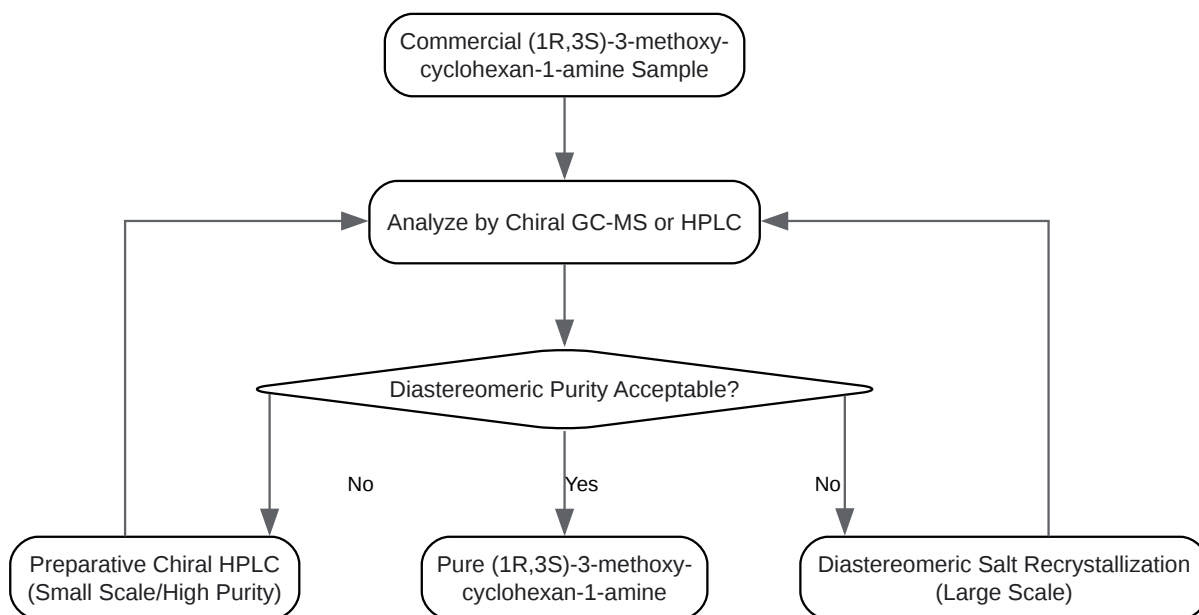 Commercial (1R,3S)-3-methoxy-
cyclohexan-1-amine Sample
Analyze by Chiral GC-MS or HPLC
Diastereomeric Purity Acceptable?
No
Yes
No
Preparative Chiral HPLC
(Small Scale/High Purity)
Pure (1R,3S)-3-methoxy-
cyclohexan-1-amine
Diastereomeric Salt Recrystallization
(Large Scale)